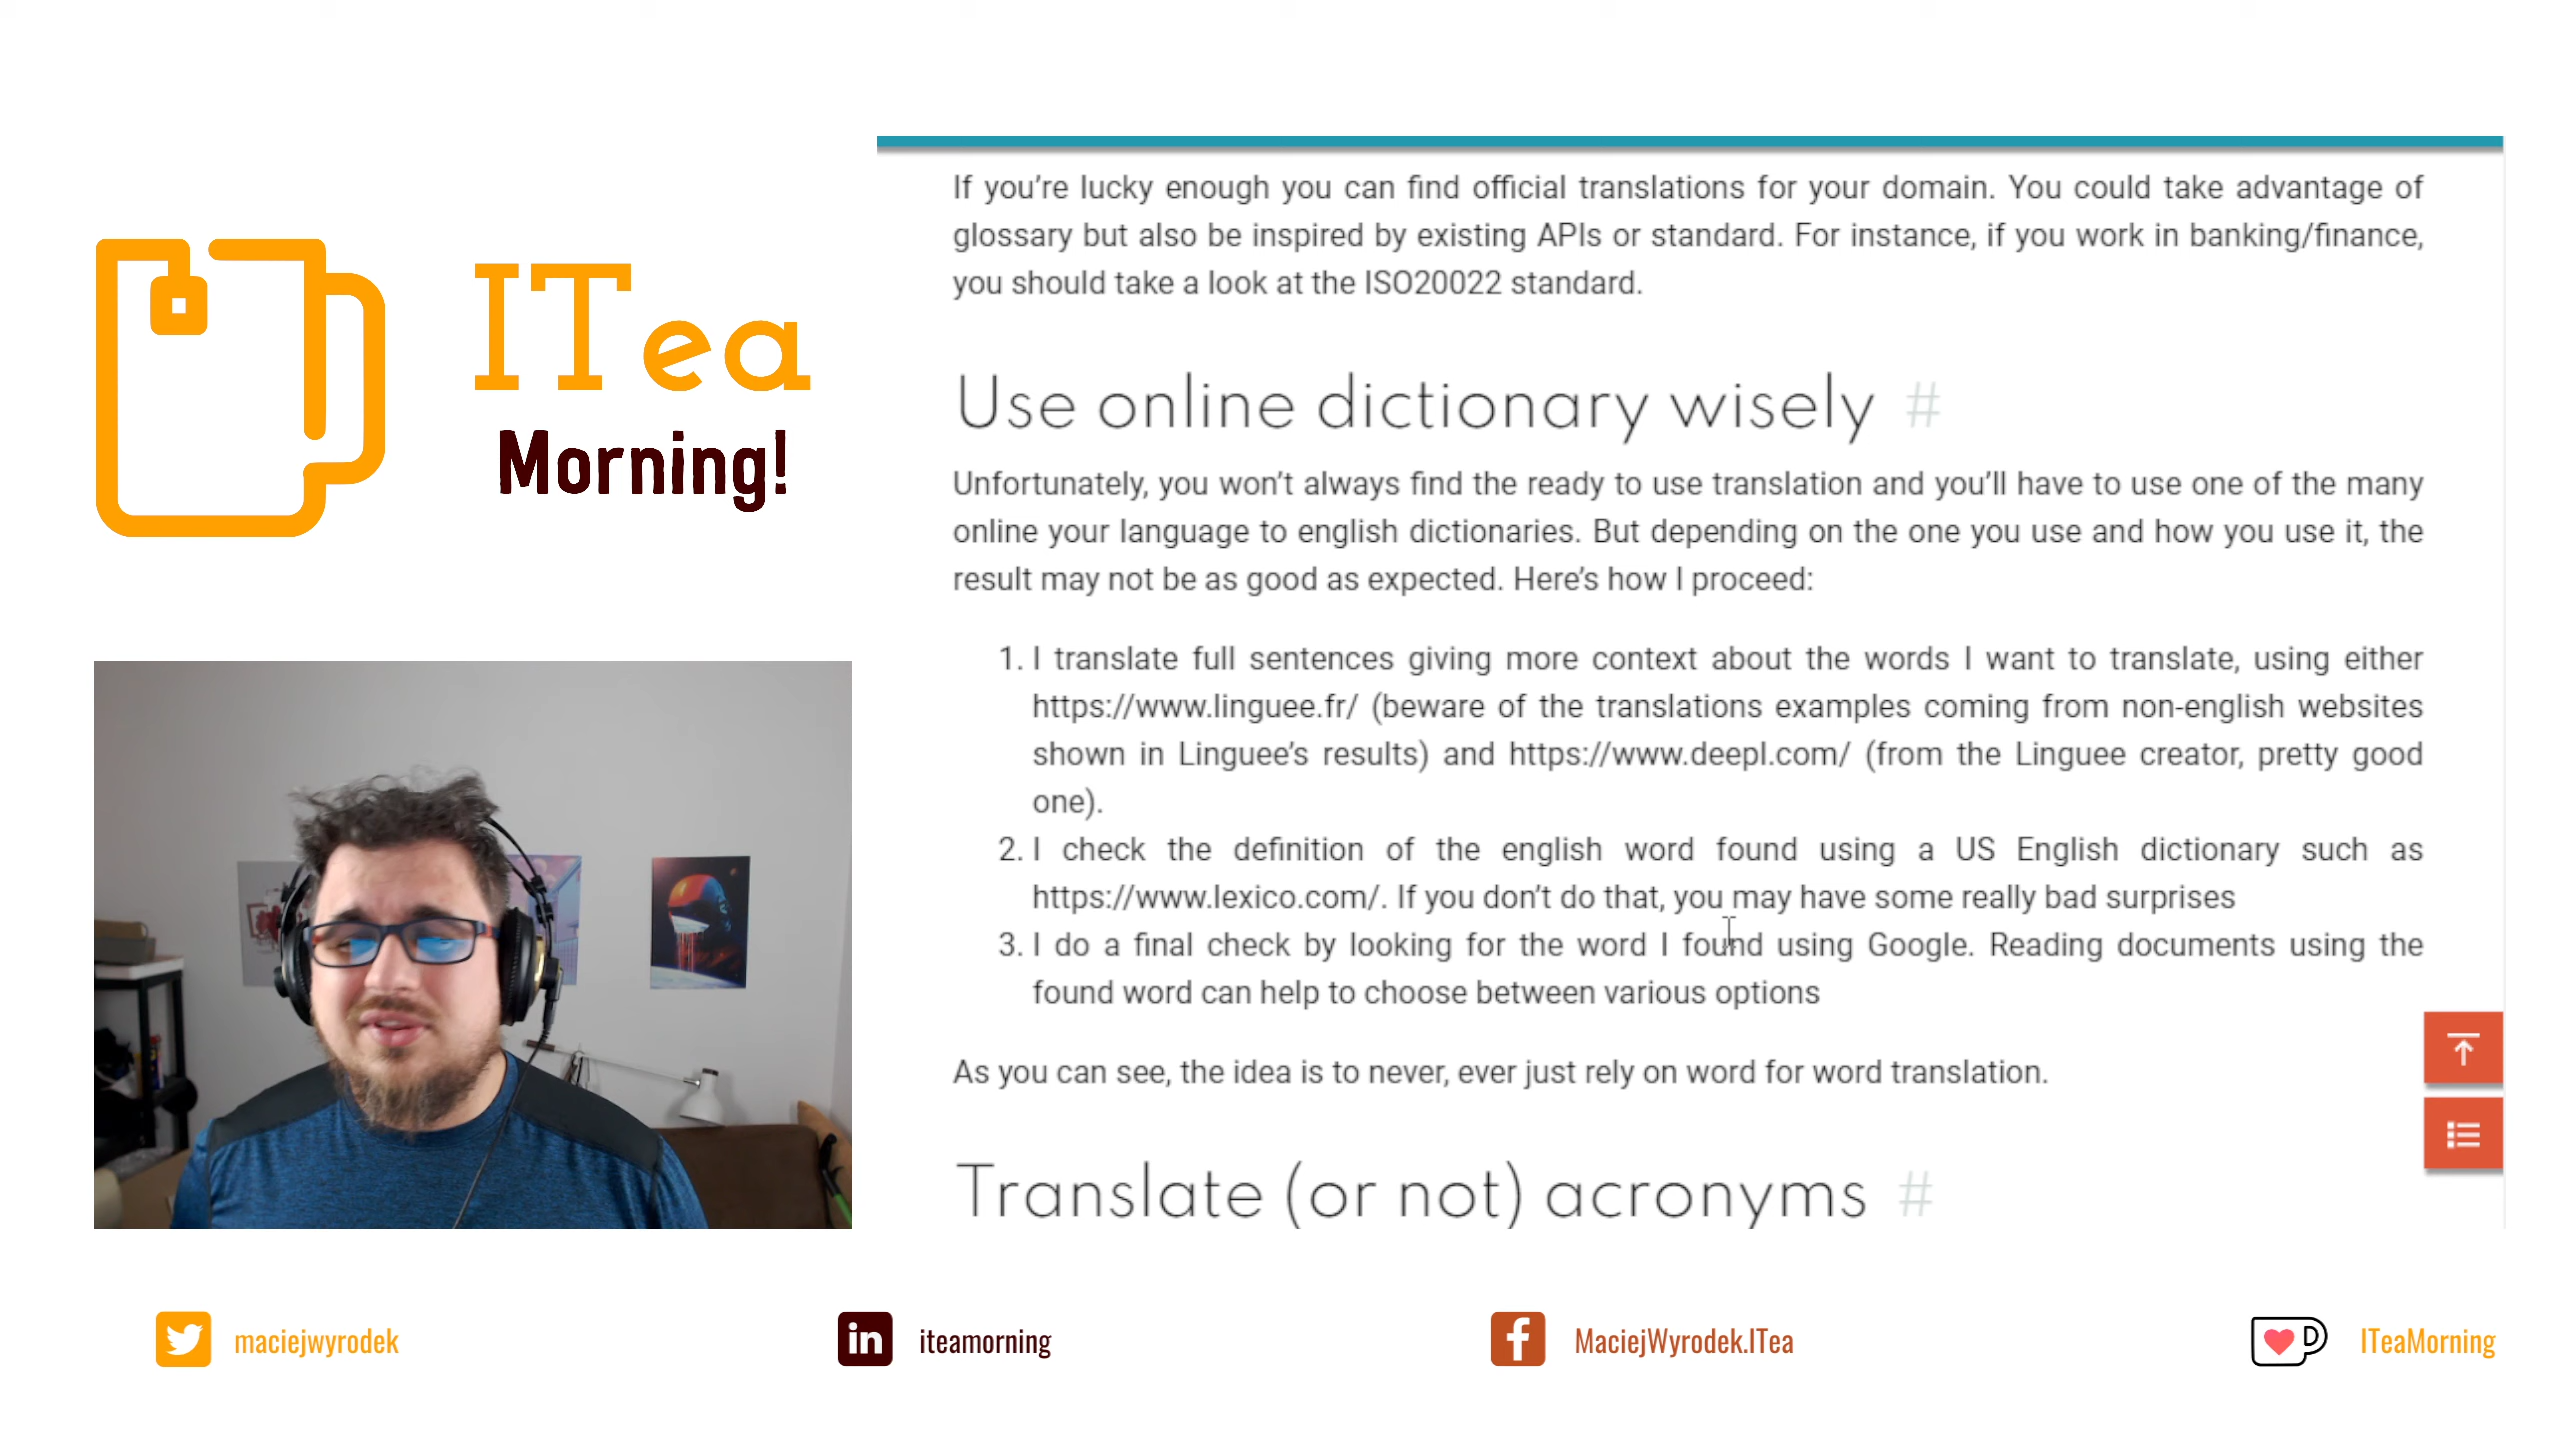 ITea
Morning!
If you're lucky enough you can find official translations for your domain. You could take advantage of
glossary but also be inspired by existing APIs or standard. For instance, if you work in banking/finance,
you should take a look at the ISO20022 standard.
Use online dictionary wisely #
Unfortunately, you won't always find the ready to use translation and you'll have to use one of the many
online your language to english dictionaries. But depending on the one you use and how you use it, the
result may not be as good as expected. Here's how I proceed:
1. I translate full sentences giving more context about the words I want to translate, using either
https://www.linguee.fr/ (beware of the translations examples coming from non-english websites
shown in Linguee's results) and https://www.deepl.com/ (from the Linguee creator, pretty good
one).
2. I check the definition of the english word found using a US English dictionary such as
https://www.lexico.com/. If you don't do that, you may have some really bad surprises
3. I do a final check by looking for the word I found using Google. Reading documents using the
found word can help to choose between various options
As you can see, the idea is to never, ever just rely on word for word translation.
Translate (or not) acronyms #
maciejwyrodek
in iteamorning
f MaciejWyrodek.ITea
ITeaMorning